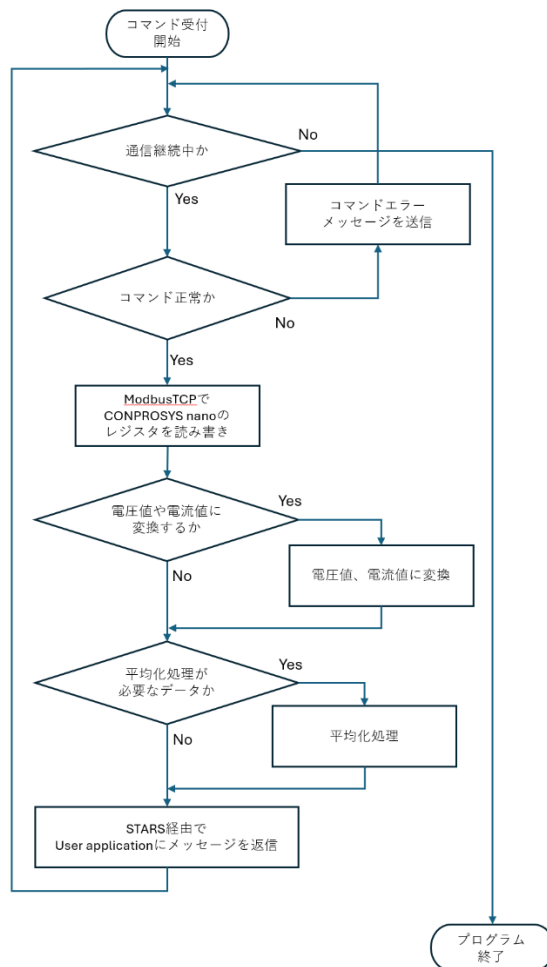 コマンド受付
開始
通信継続中か
No
Yes
コマンドエラー
メッセージを送信
コマンド正常か
No
Yes
ModbusTCPで
CONPROSYS nanoの
レジスタを読み書き
電圧値や電流値に
変換するか
Yes
No
電圧値、電流値に変換
平均化処理が
必要なデータか
Yes
No
平均化処理
STARS経由で
User applicationにメッセージを返信
プログラム
終了